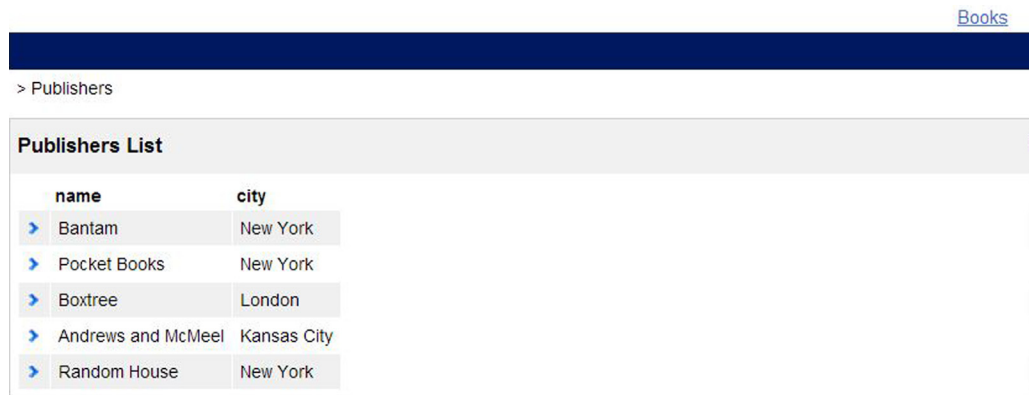 Books
> Publishers
Publishers List
name city
Bantam New York
Pocket Books New York
Boxtree London
Andrews and McMeel Kansas City
Random House New York